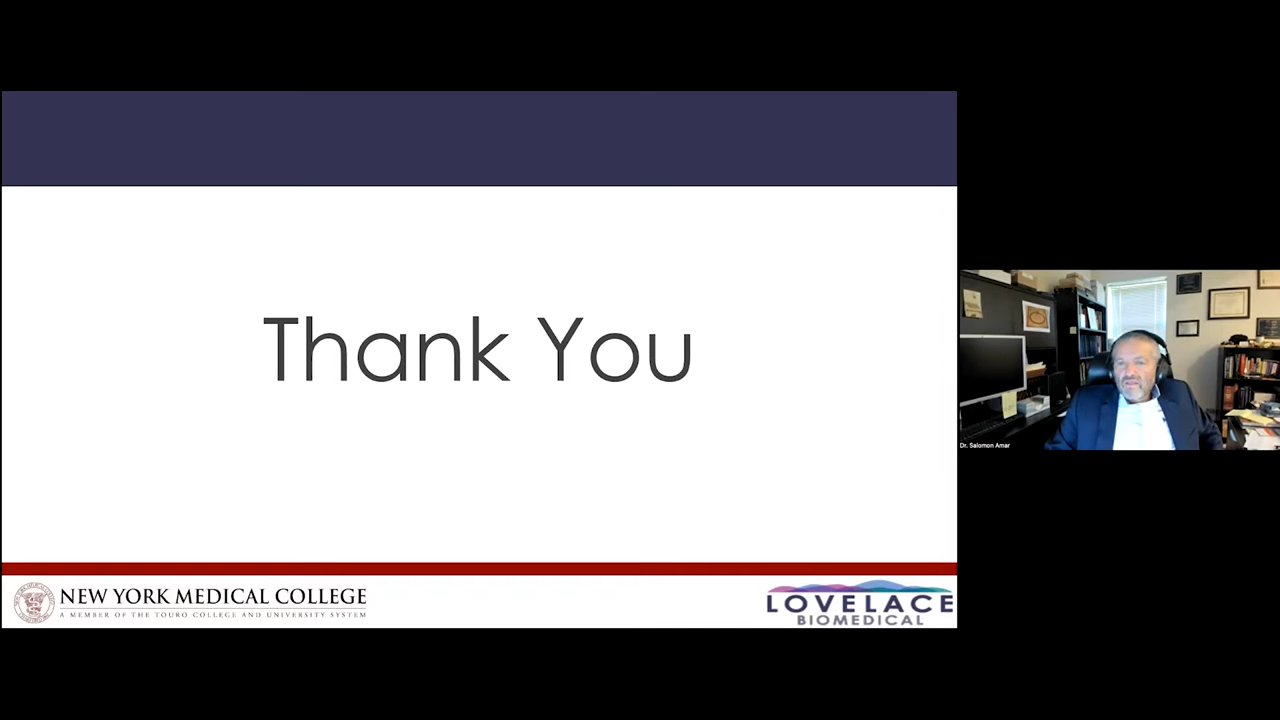 Thank You
NEW YORK MEDICAL COLLEGE
A MEMBER OF THE TOURO COLLEGE AND UNIVERSITY SYSTEM
LOVELACE
BIOMEDICAL
Dr. Salomon Amar